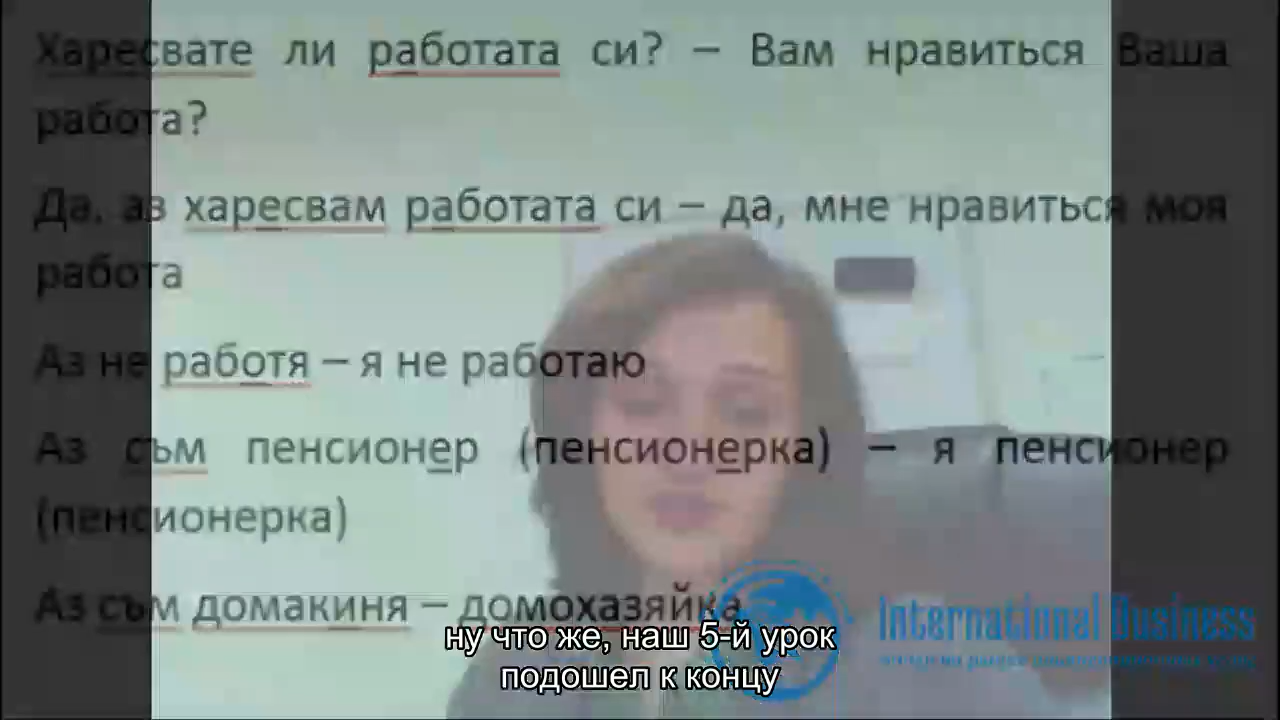 Харесвате ли работата си? – Вам нравиться Ваша
работа?
Да, аз харесвам работата си – да, мне нравиться моя
работа
Аз не работя – я не работаю
Аз съм пенсионер (пенсионерка) – я пенсионер
(пенсионерка)
Аз съм домакиня – домохазяйка
ну что же, наш 5-й урок
подошел к концу
International Business